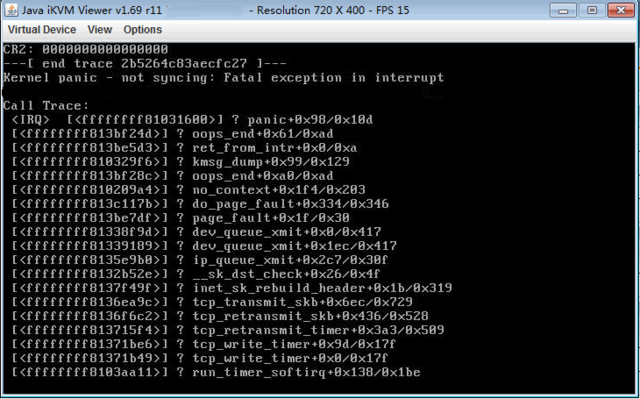 Java iKVM Viewer v1.69 r11 - Resolution 720 X 400 - FPS 15
Virtual Device View Options
CR2: 0000000000000000
---[ end trace 2b5264c83aecfc27 ]---
Kernel panic - not syncing: Fatal exception in interrupt
Call Trace:
<IRQ> [<ffffffff81031600>] ? panic+0x98/0x10d
[<ffffffff813bf24d>] ? oops_end+0x61/0xad
[<ffffffff813be5d3>] ? ret_from_intr+0x0/0xa
[<ffffffff810329f6>] ? kmsg_dump+0x99/0x129
[<ffffffff813bf28c>] ? oops_end+0xa0/0xad
[<ffffffff810209a4>] ? no_context+0x1f4/0x203
[<ffffffff813c117b>] ? do_page_fault+0x334/0x346
[<ffffffff813be7df>] ? page_fault+0x1f/0x30
[<ffffffff81338f9d>] ? dev_queue_xmit+0x0/0x417
[<ffffffff81339189>] ? dev_queue_xmit+0x1ec/0x417
[<ffffffff8135e9b0>] ? ip_queue_xmit+0x2c7/0x30f
[<ffffffff8132b52e>] ? __sk_dst_check+0x26/0x4f
[<ffffffff8137f49f>] ? inet_sk_rebuild_header+0x1b/0x319
[<ffffffff8136ea9c>] ? tcp_transmit_skb+0x6ec/0x729
[<ffffffff8136f6c2>] ? tcp_retransmit_skb+0x436/0x528
[<ffffffff813715f4>] ? tcp_retransmit_timer+0x3a3/0x509
[<ffffffff81371be6>] ? tcp_write_timer+0x9d/0x17f
[<ffffffff81371b49>] ? tcp_write_timer+0x0/0x17f
[<ffffffff8103aa11>] ? run_timer_softirq+0x138/0x1be